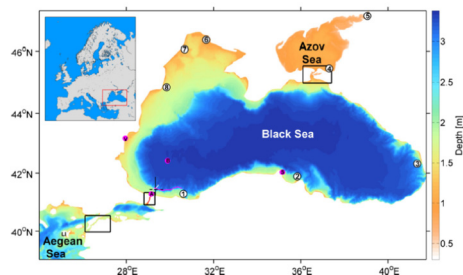 46°N
44°N
42°N
40°N
28°E
32°E
36°E
40°E
Azov
Sea
Black Sea
Aegean
Sea
LI
1
2
3
4
5
6
7
8
3
2.5
2
1.5
1
0.5
Depth [m]